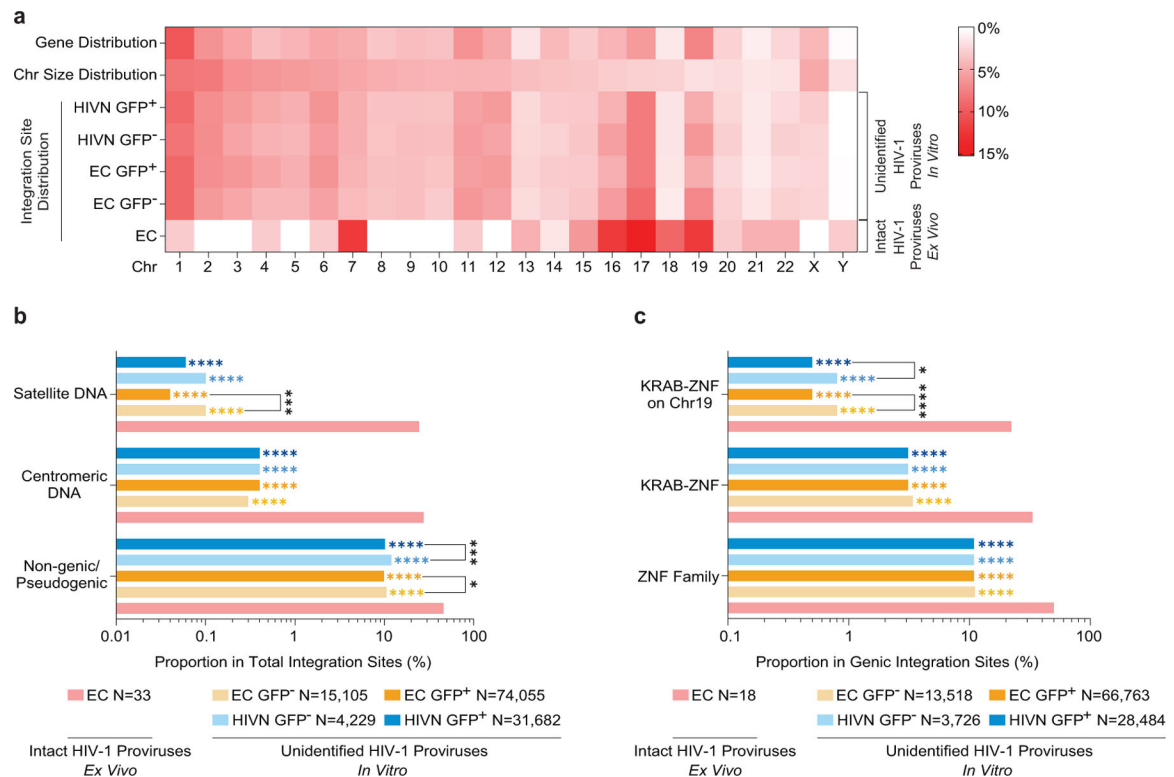 a
Gene Distribution
Chr Size Distribution
Integration Site
Distribution
HIVN GFP⁺
HIVN GFP⁻
EC GFP⁺
EC GFP⁻
EC
Chr 1 2 3 4 5 6 7 8 9 10 11 12 13 14 15 16 17 18 19 20 21 22 X Y
Unidentified
HIV-1
Proviruses
In Vitro
Intact
HIV-1
Proviruses
Ex Vivo
0%
5%
10%
15%
b
Satellite DNA
****
****
****
****
***
Centromeric
DNA
****
****
****
****
Non-genic/
Pseudogenic
****
****
****
****
***
*
0.01 0.1 1 10 100
Proportion in Total Integration Sites (%)
EC N=33
EC GFP⁻ N=15,105
EC GFP⁺ N=74,055
HIVN GFP⁻ N=4,229
HIVN GFP⁺ N=31,682
Intact HIV-1 Proviruses
Ex Vivo
Unidentified HIV-1 Proviruses
In Vitro
c
KRAB-ZNF
on Chr19
****
****
****
****
*
****
KRAB-ZNF
****
****
****
****
ZNF Family
****
****
****
****
0.1 1 10 100
Proportion in Genic Integration Sites (%)
EC N=18
EC GFP⁻ N=13,518
EC GFP⁺ N=66,763
HIVN GFP⁻ N=3,726
HIVN GFP⁺ N=28,484
Intact HIV-1 Proviruses
Ex Vivo
Unidentified HIV-1 Proviruses
In Vitro